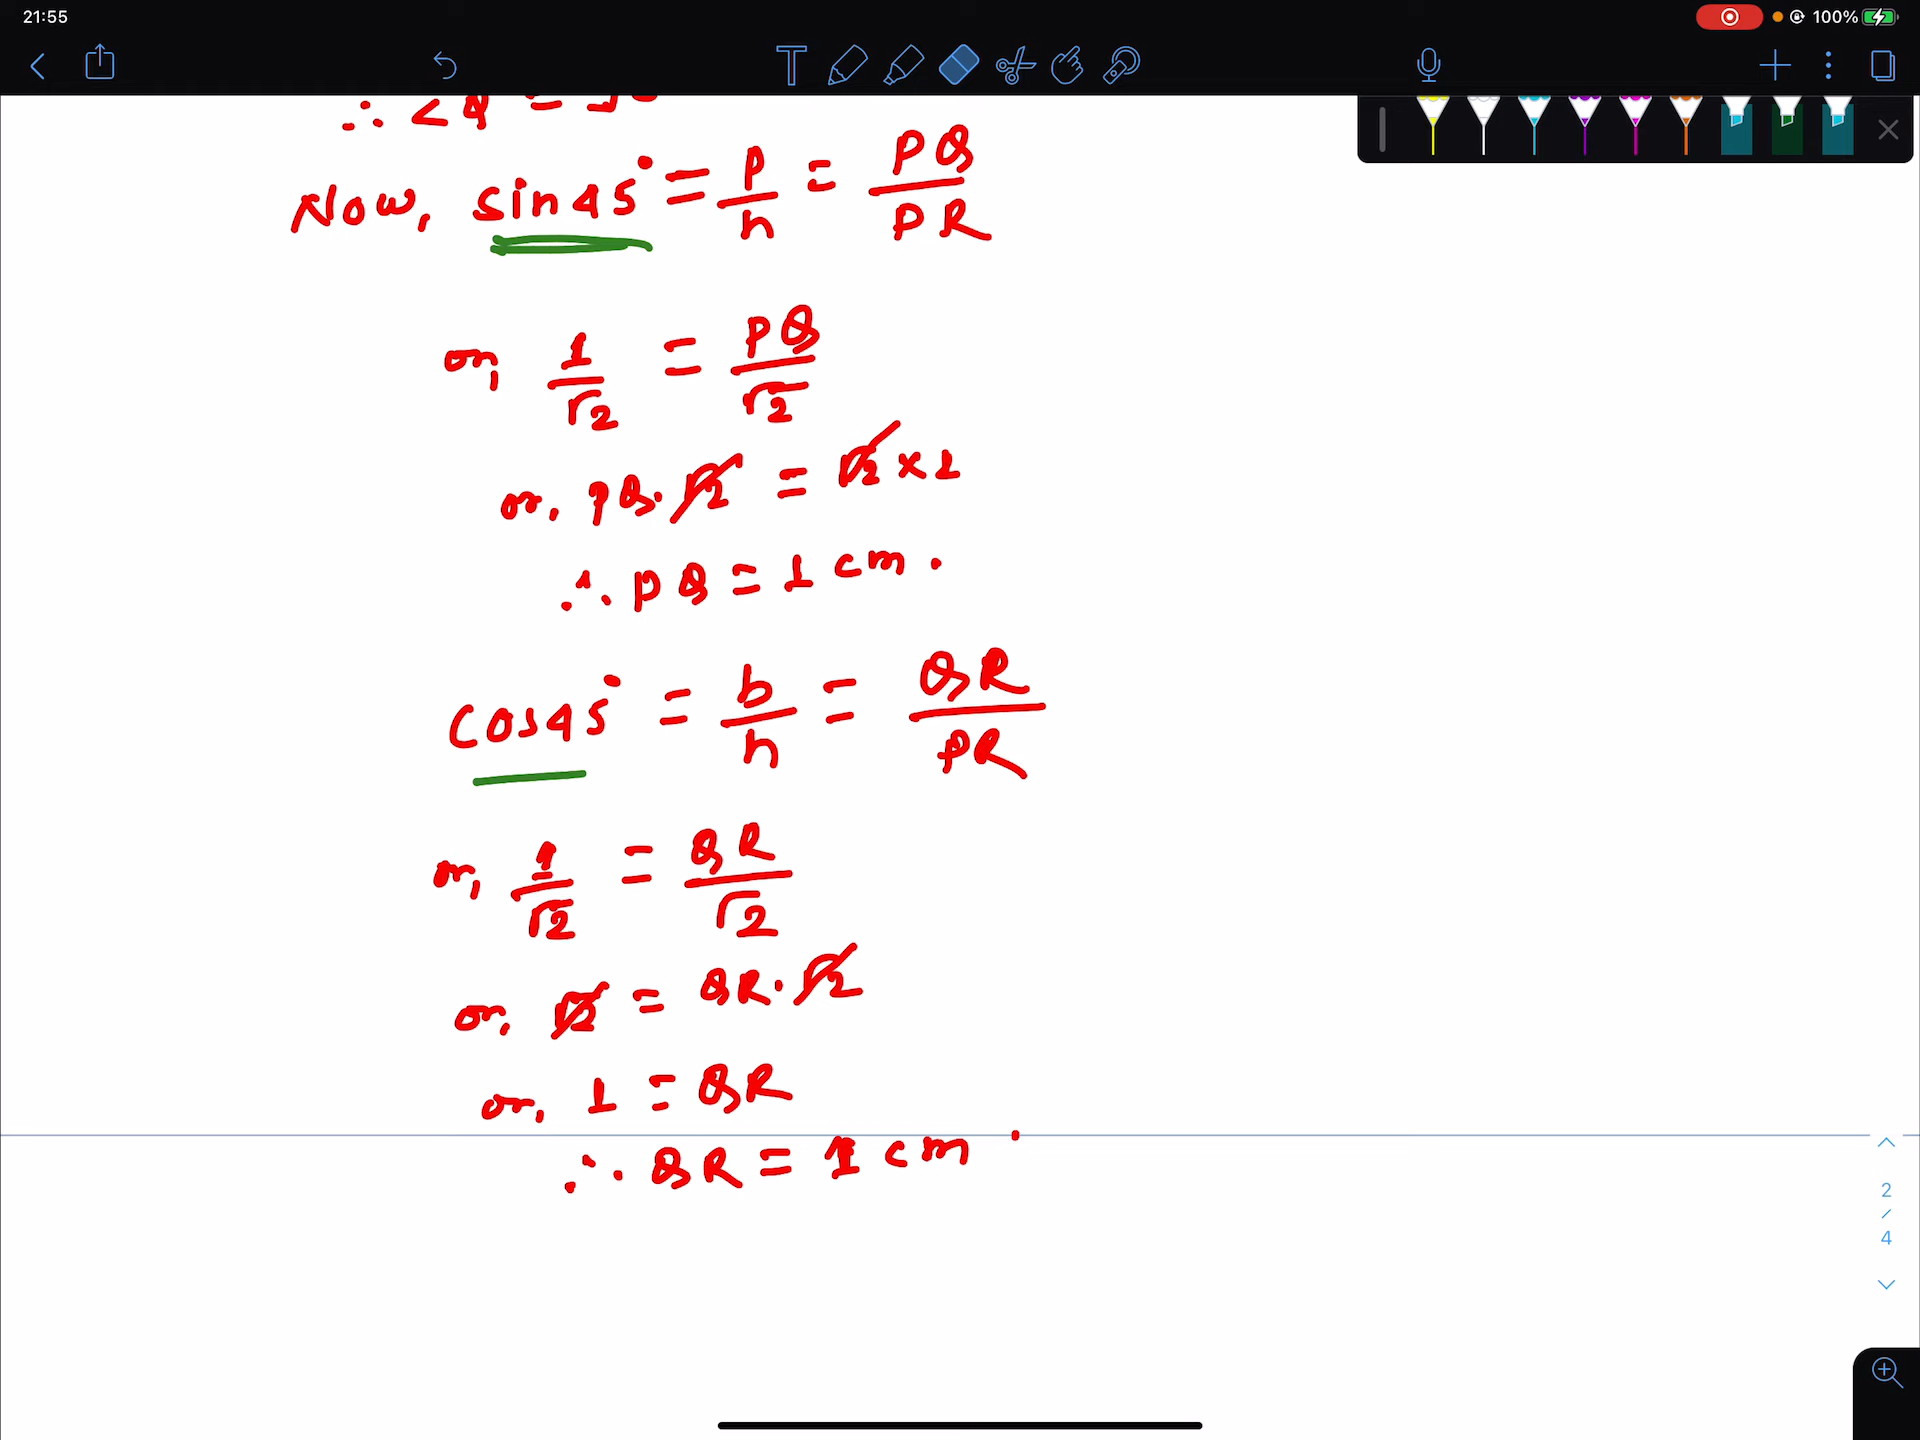 21:55
100%
Now, sin45° = p/h = PQ/PR
or, 1/√2 = PQ/√2
or, PQ.√2 = √2 × 1
∴ PQ = 1 cm.
cos45° = b/h = QR/PR
or, 1/√2 = QR/√2
or, √2 = QR.√2
or, 1 = QR
∴ QR = 1 cm.
2
/
4